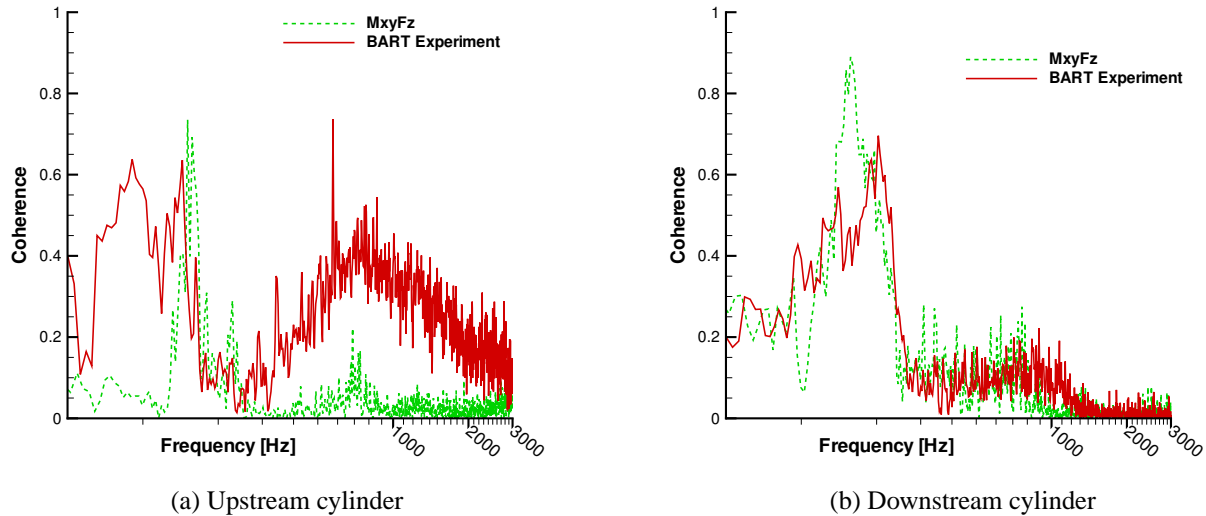 1
0.8
0.6
0.4
0.2
0
Coherence
MxyFz
BART Experiment
Frequency [Hz]
1000
2000
3000
(a) Upstream cylinder
1
0.8
0.6
0.4
0.2
0
Coherence
MxyFz
BART Experiment
Frequency [Hz]
1000
2000
3000
(b) Downstream cylinder